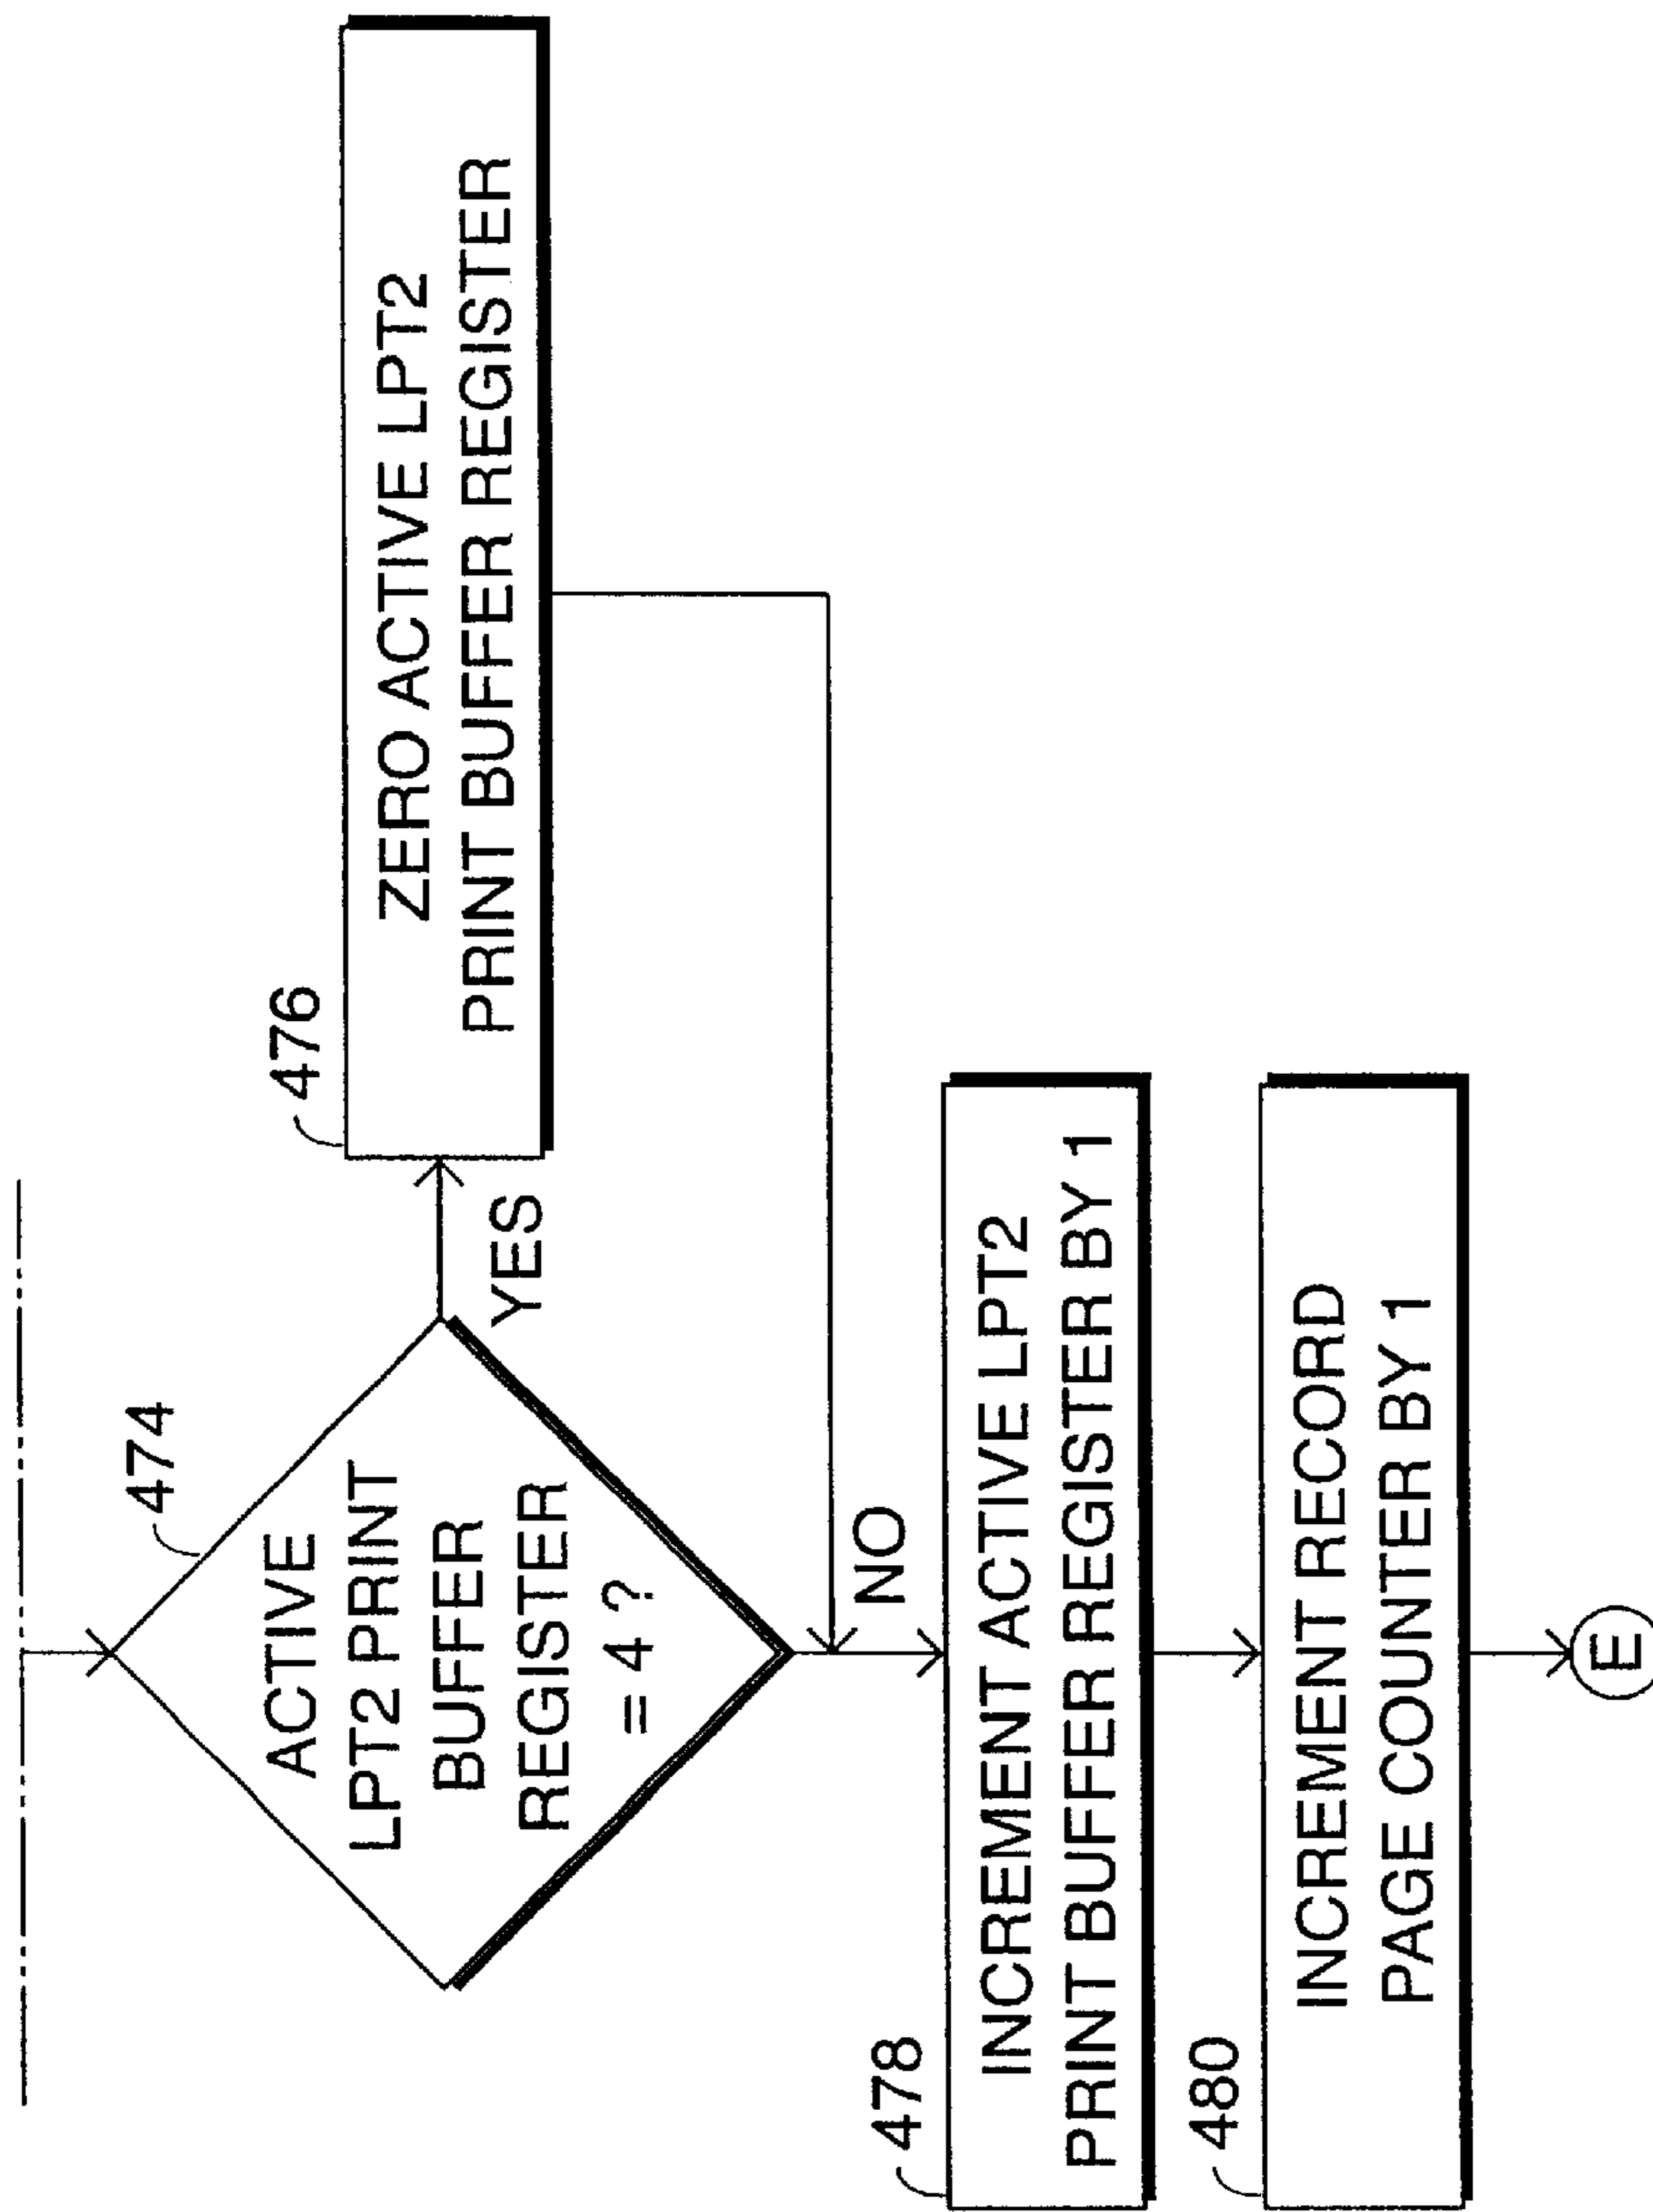 474
ACTIVE
LPT2 PRINT
BUFFER
REGISTER
= 4 ?
YES
476
ZERO ACTIVE LPT2
PRINT BUFFER REGISTER
NO
478
INCREMENT ACTIVE LPT2
PRINT BUFFER REGISTER BY 1
480
INCREMENT RECORD
PAGE COUNTER BY 1
E